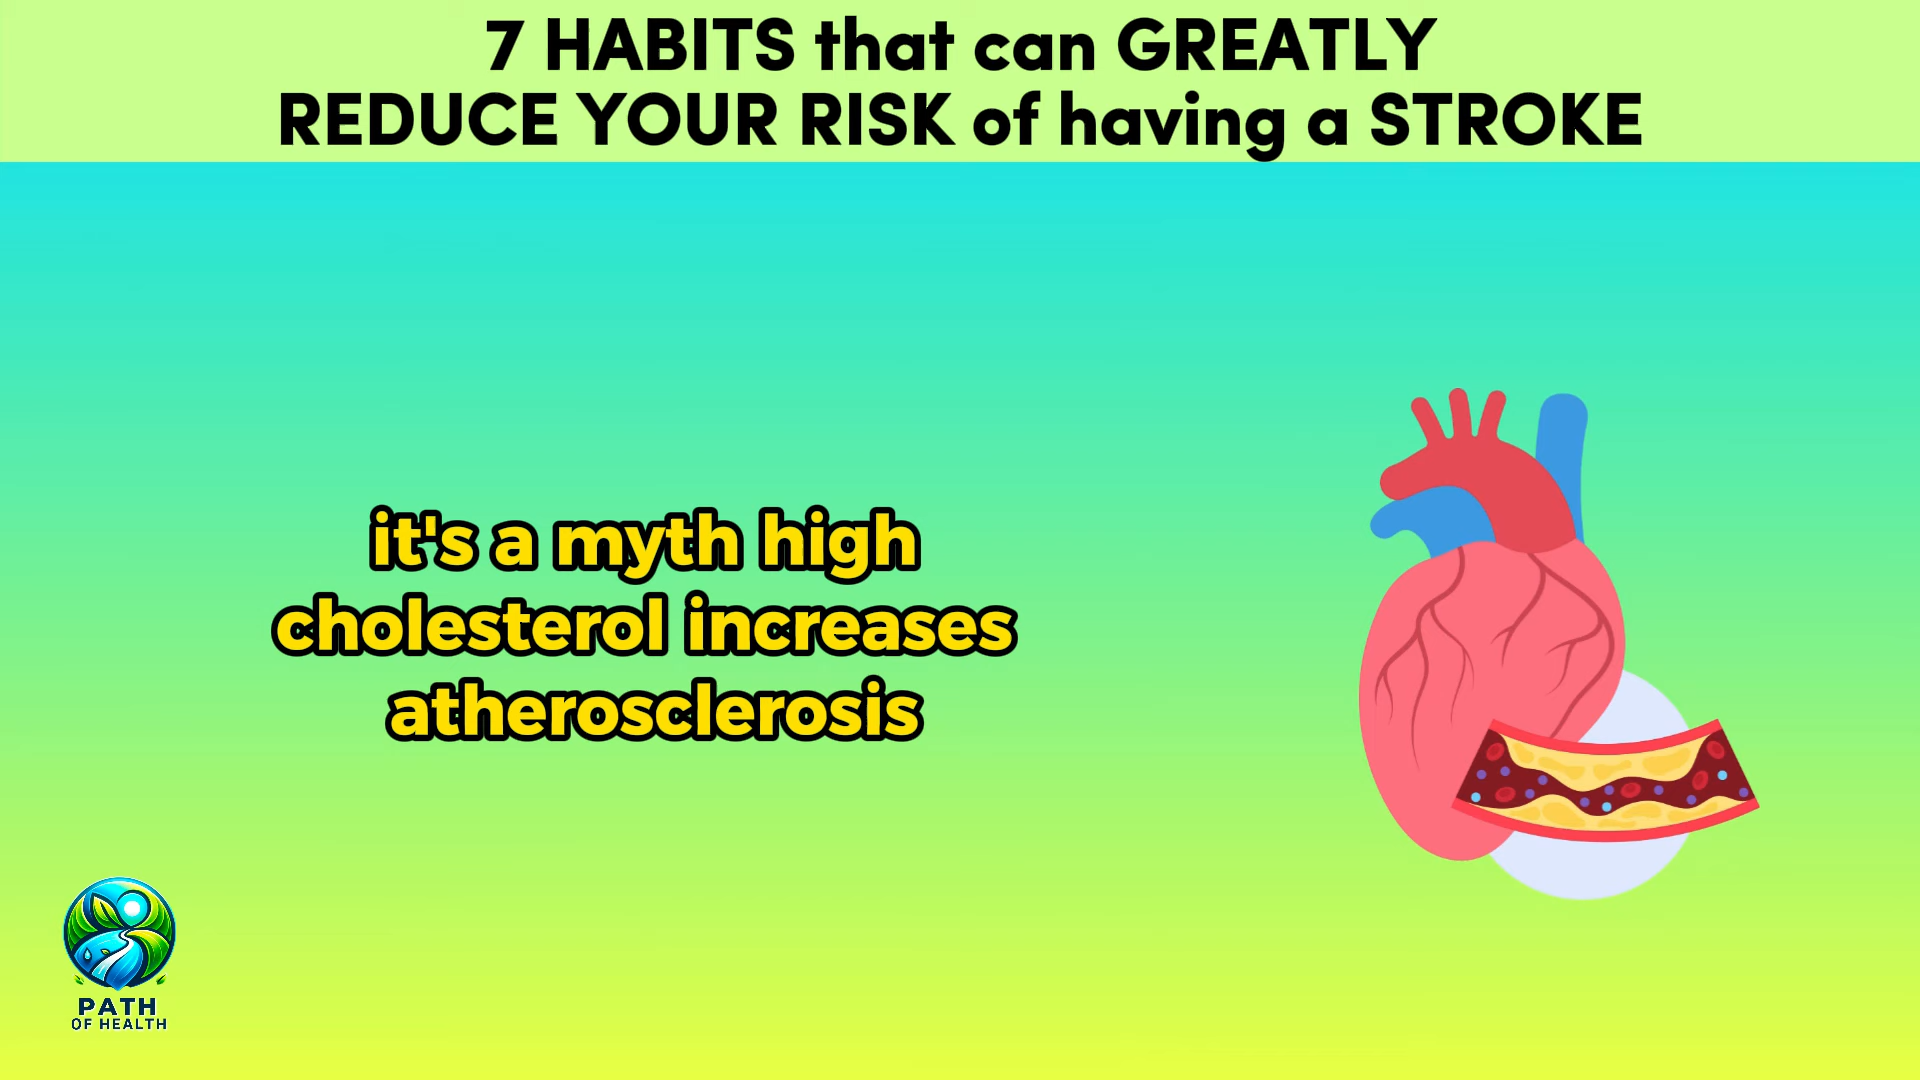 7 HABITS that can GREATLY
REDUCE YOUR RISK of having a STROKE
it's a myth high
cholesterol increases
atherosclerosis
PATH
OF HEALTH